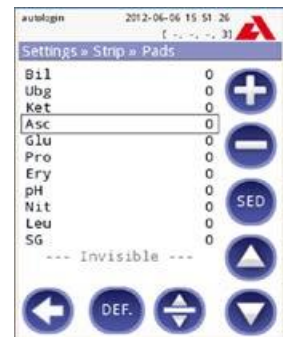 autologin 2012-06-06 15 51 26
[ -, -, -, 3]
Settings » Strip » Pads
Bil 0
Ubg 0
Ket 0
Asc 0
Glu 0
Pro 0
Ery 0
pH 0
Nit 0
Leu 0
SG 0
--- Invisible ---
SED
DEF.